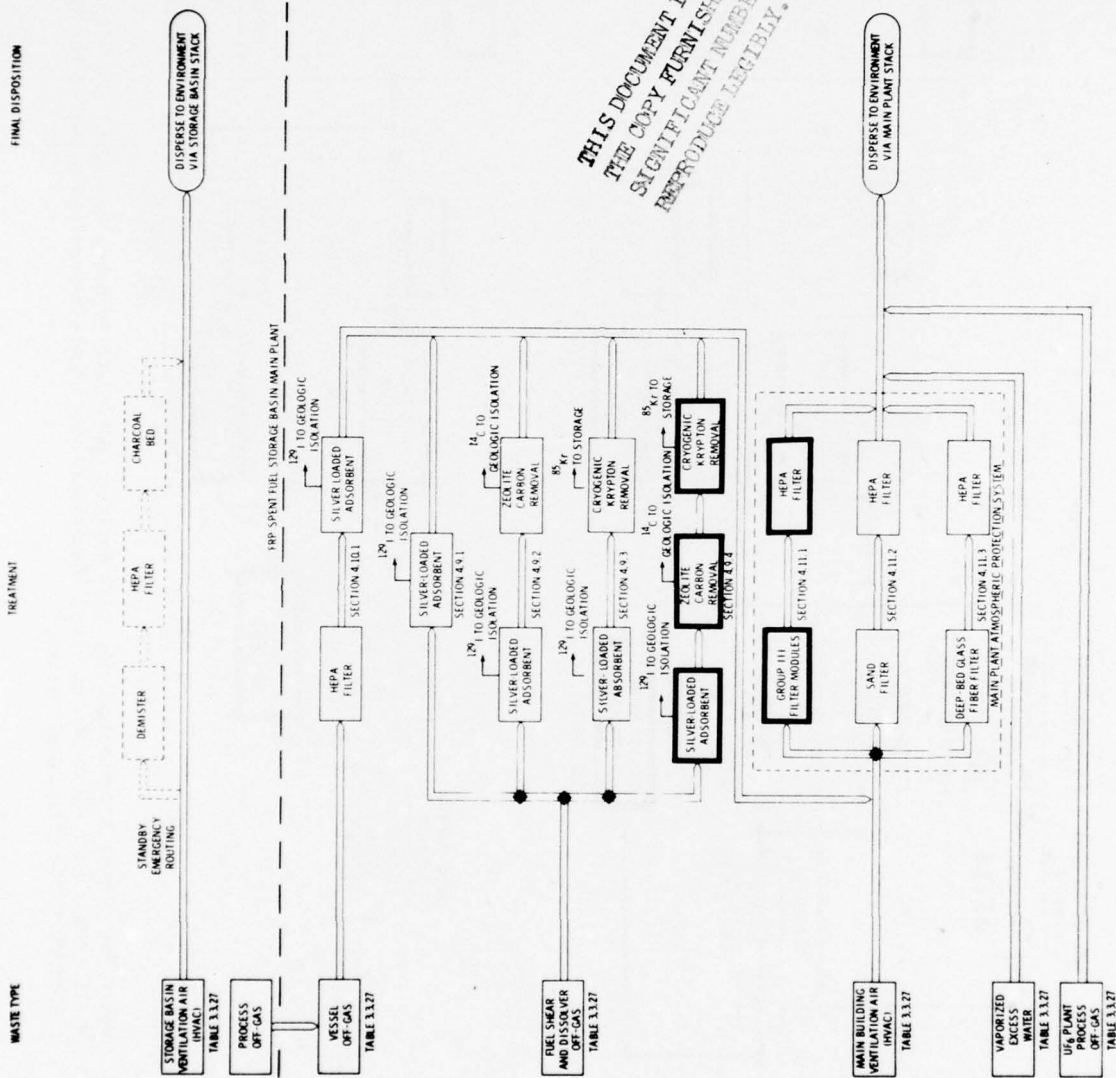 WASTE TYPE
TREATMENT
FINAL DISPOSITION
STORAGE BASIN
VENTILATION AIR
(HVAC)
TABLE 3.3.27
STANDBY
EMERGENCY
ROUTING
DEMISTER
HEPA
FILTER
CHARCOAL
BED
DISPERSE TO ENVIRONMENT
VIA STORAGE BASIN STACK
PROCESS
OFF-GAS
FRP SPENT FUEL STORAGE BASIN MAIN PLANT
VESSEL
OFF-GAS
TABLE 3.3.27
HEPA
FILTER
SECTION 4.10.1
SILVER-LOADED
ADSORBENT
129I TO GEOLOGIC
ISOLATION
FUEL SHEAR
AND DISSOLVER
OFF-GAS
TABLE 3.3.27
SILVER-LOADED
ADSORBENT
SECTION 4.9.1
129I TO GEOLOGIC
ISOLATION
SILVER-LOADED
ADSORBENT
129I TO GEOLOGIC
ISOLATION
SECTION 4.9.2
ZEOLITE
CARBON
REMOVAL
14C TO
GEOLOGIC ISOLATION
SILVER-LOADED
ABSORBENT
129I TO GEOLOGIC
ISOLATION
SECTION 4.9.3
CRYOGENIC
KRYPTON
REMOVAL
85Kr
TO STORAGE
SILVER-LOADED
ADSORBENT
129I TO GEOLOGIC
ISOLATION
ZEOLITE
CARBON
REMOVAL
SECTION 4.9.4
14C TO
GEOLOGIC ISOLATION
CRYOGENIC
KRYPTON
REMOVAL
85Kr TO
STORAGE
MAIN BUILDING
VENTILATION AIR
(HVAC)
TABLE 3.3.27
GROUP III
FILTER MODULES
SECTION 4.11.1
HEPA
FILTER
SAND
FILTER
SECTION 4.11.2
HEPA
FILTER
DEEP-BED GLASS
FIBER FILTER
SECTION 4.11.3
HEPA
FILTER
MAIN PLANT ATMOSPHERIC PROTECTION SYSTEM
DISPERSE TO ENVIRONMENT
VIA MAIN PLANT STACK
VAPORIZED
EXCESS
WATER
TABLE 3.3.27
UF6 PLANT
PROCESS
OFF-GAS
TABLE 3.3.27
THIS DOCUMENT
THE COPY FURNISH
SIGNIFICANT NUMBE
REPRODUCE LEGIBLY.